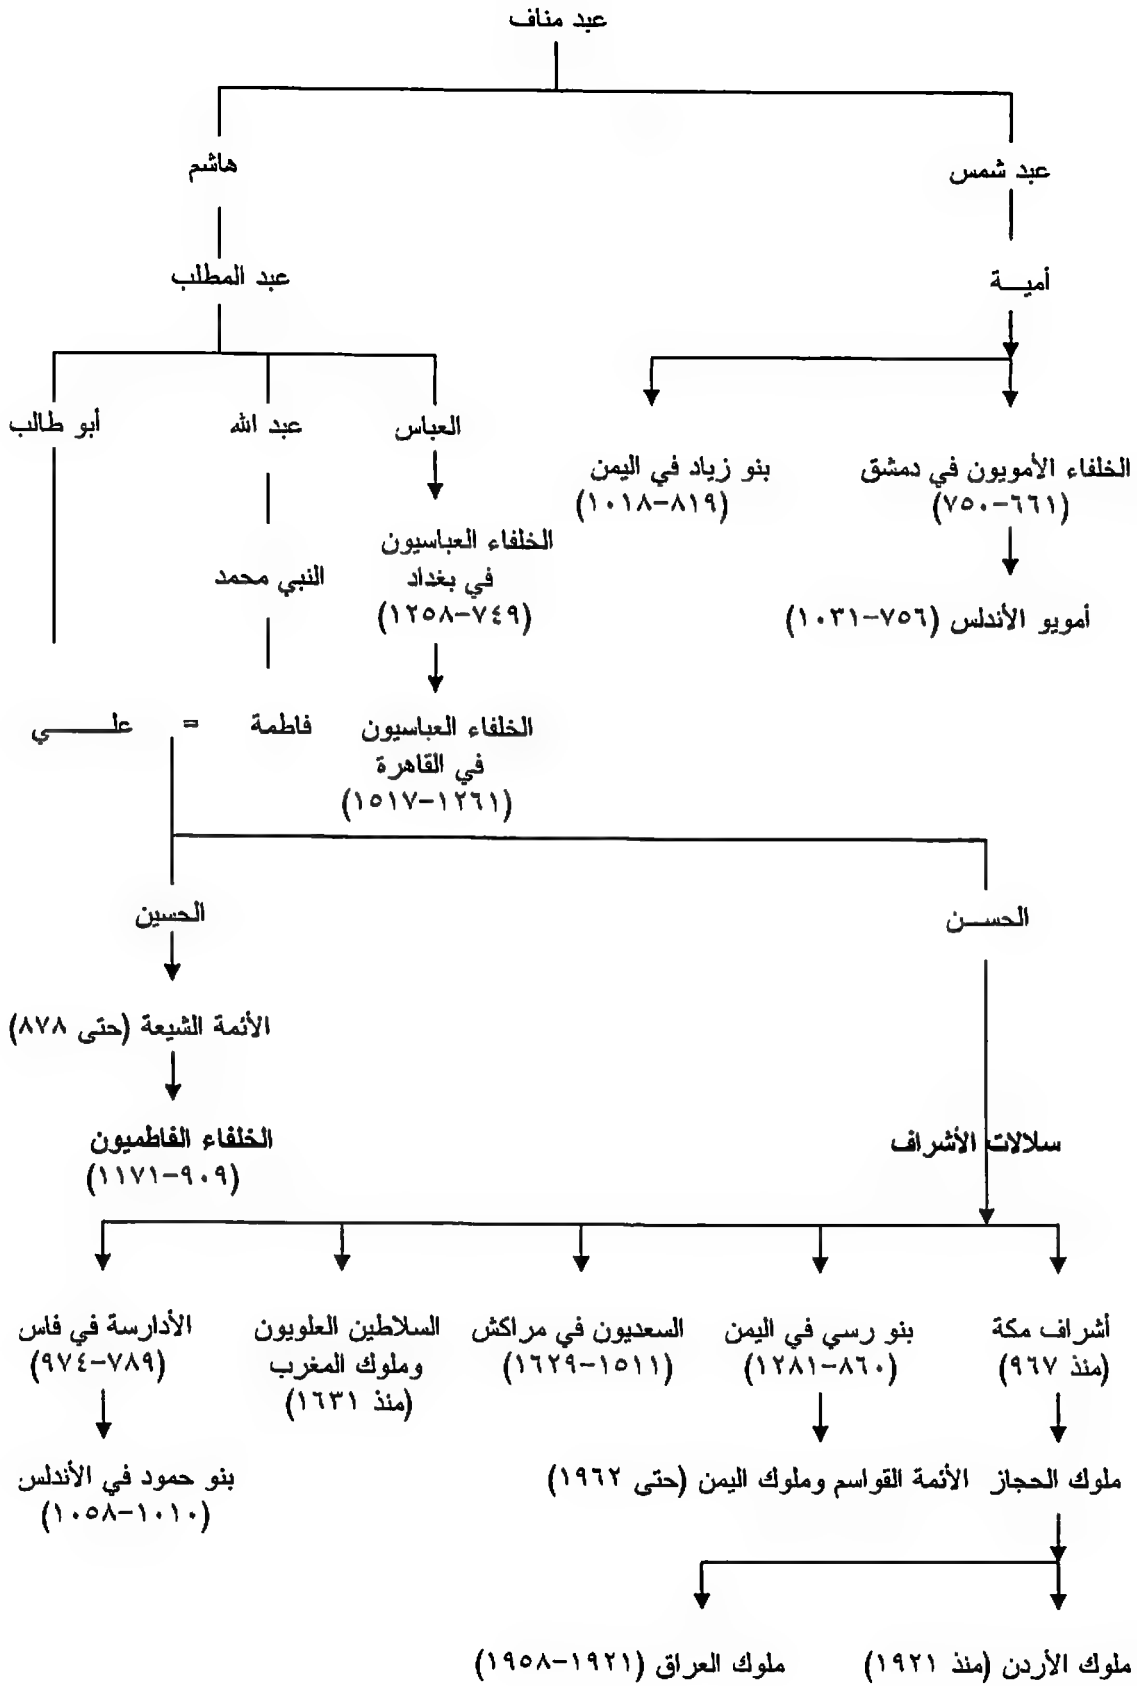 عبد مناف
عبد شمس
هاشم
أميـــة
عبد المطلب
الخلفاء الأمويون في دمشق
(٦٦١-٧٥٠)
بنو زياد في اليمن
(٨١٩-١٠١٨)
أمويو الأندلس (٧٥٦-١٠٣١)
العباس
عبد الله
أبو طالب
الخلفاء العباسيون
في بغداد
(٧٤٩-١٢٥٨)
النبي محمد
الخلفاء العباسيون
في القاهرة
(١٢٦١-١٥١٧)
فاطمة = علـــــي
الحســـن
الحسين
الأئمة الشيعة (حتى ٨٧٨)
الخلفاء الفاطميون
(٩٠٩-١١٧١)
سلالات الأشراف
أشراف مكة
(منذ ٩٦٧)
بنو رسي في اليمن
(٨٦٠-١٢٨١)
السعديون في مراكش
(١٥١١-١٦٢٩)
السلاطين العلويون
وملوك المغرب
(منذ ١٦٣١)
الأدارسة في فاس
(٧٨٩-٩٧٤)
ملوك الحجاز
الأئمة القواسم وملوك اليمن (حتى ١٩٦٢)
بنو حمود في الأندلس
(١٠١٠-١٠٥٨)
ملوك الأردن (منذ ١٩٢١)
ملوك العراق (١٩٢١-١٩٥٨)